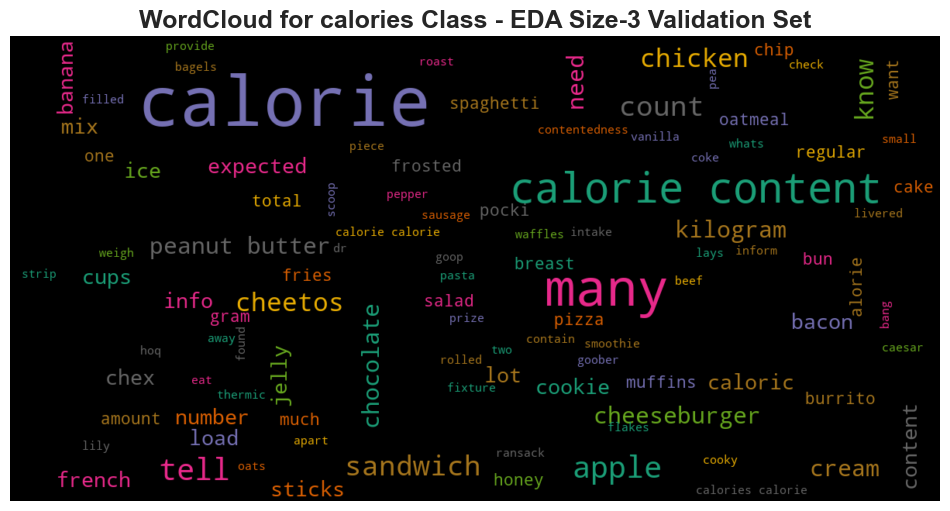 WordCloud for calories Class - EDA Size-3 Validation Set
provide
banana
bagels
filled
mix
one
ice
calorie
roast
spaghetti
need
chicken
chip
check
pea
know
want
count
oatmeal
contentedness
vanilla
whats
small
piece
expected
frosted
coke
regular
total
scoop
pepper
calorie content
cake
sausage
pocki
livered
calorie calorie
waffles
intake
kilogram
peanut butter
dr
weigh
goop
lays
inform
strip
cups
fries
pasta
breast
bun
many
beef
alorie
info
cheetos
salad
gram
prize
pizza
bacon
bang
chocolate
away
found
contain
smoothie
hoq
two
caesar
rolled
goober
chex
eat
jelly
lot
thermic
fixture
cookie
muffins
caloric
burrito
amount
number
much
cheeseburger
flakes
content
load
apart
lily
ransack
tell
oats
sandwich
apple
cooky
cream
french
sticks
honey
calories calorie